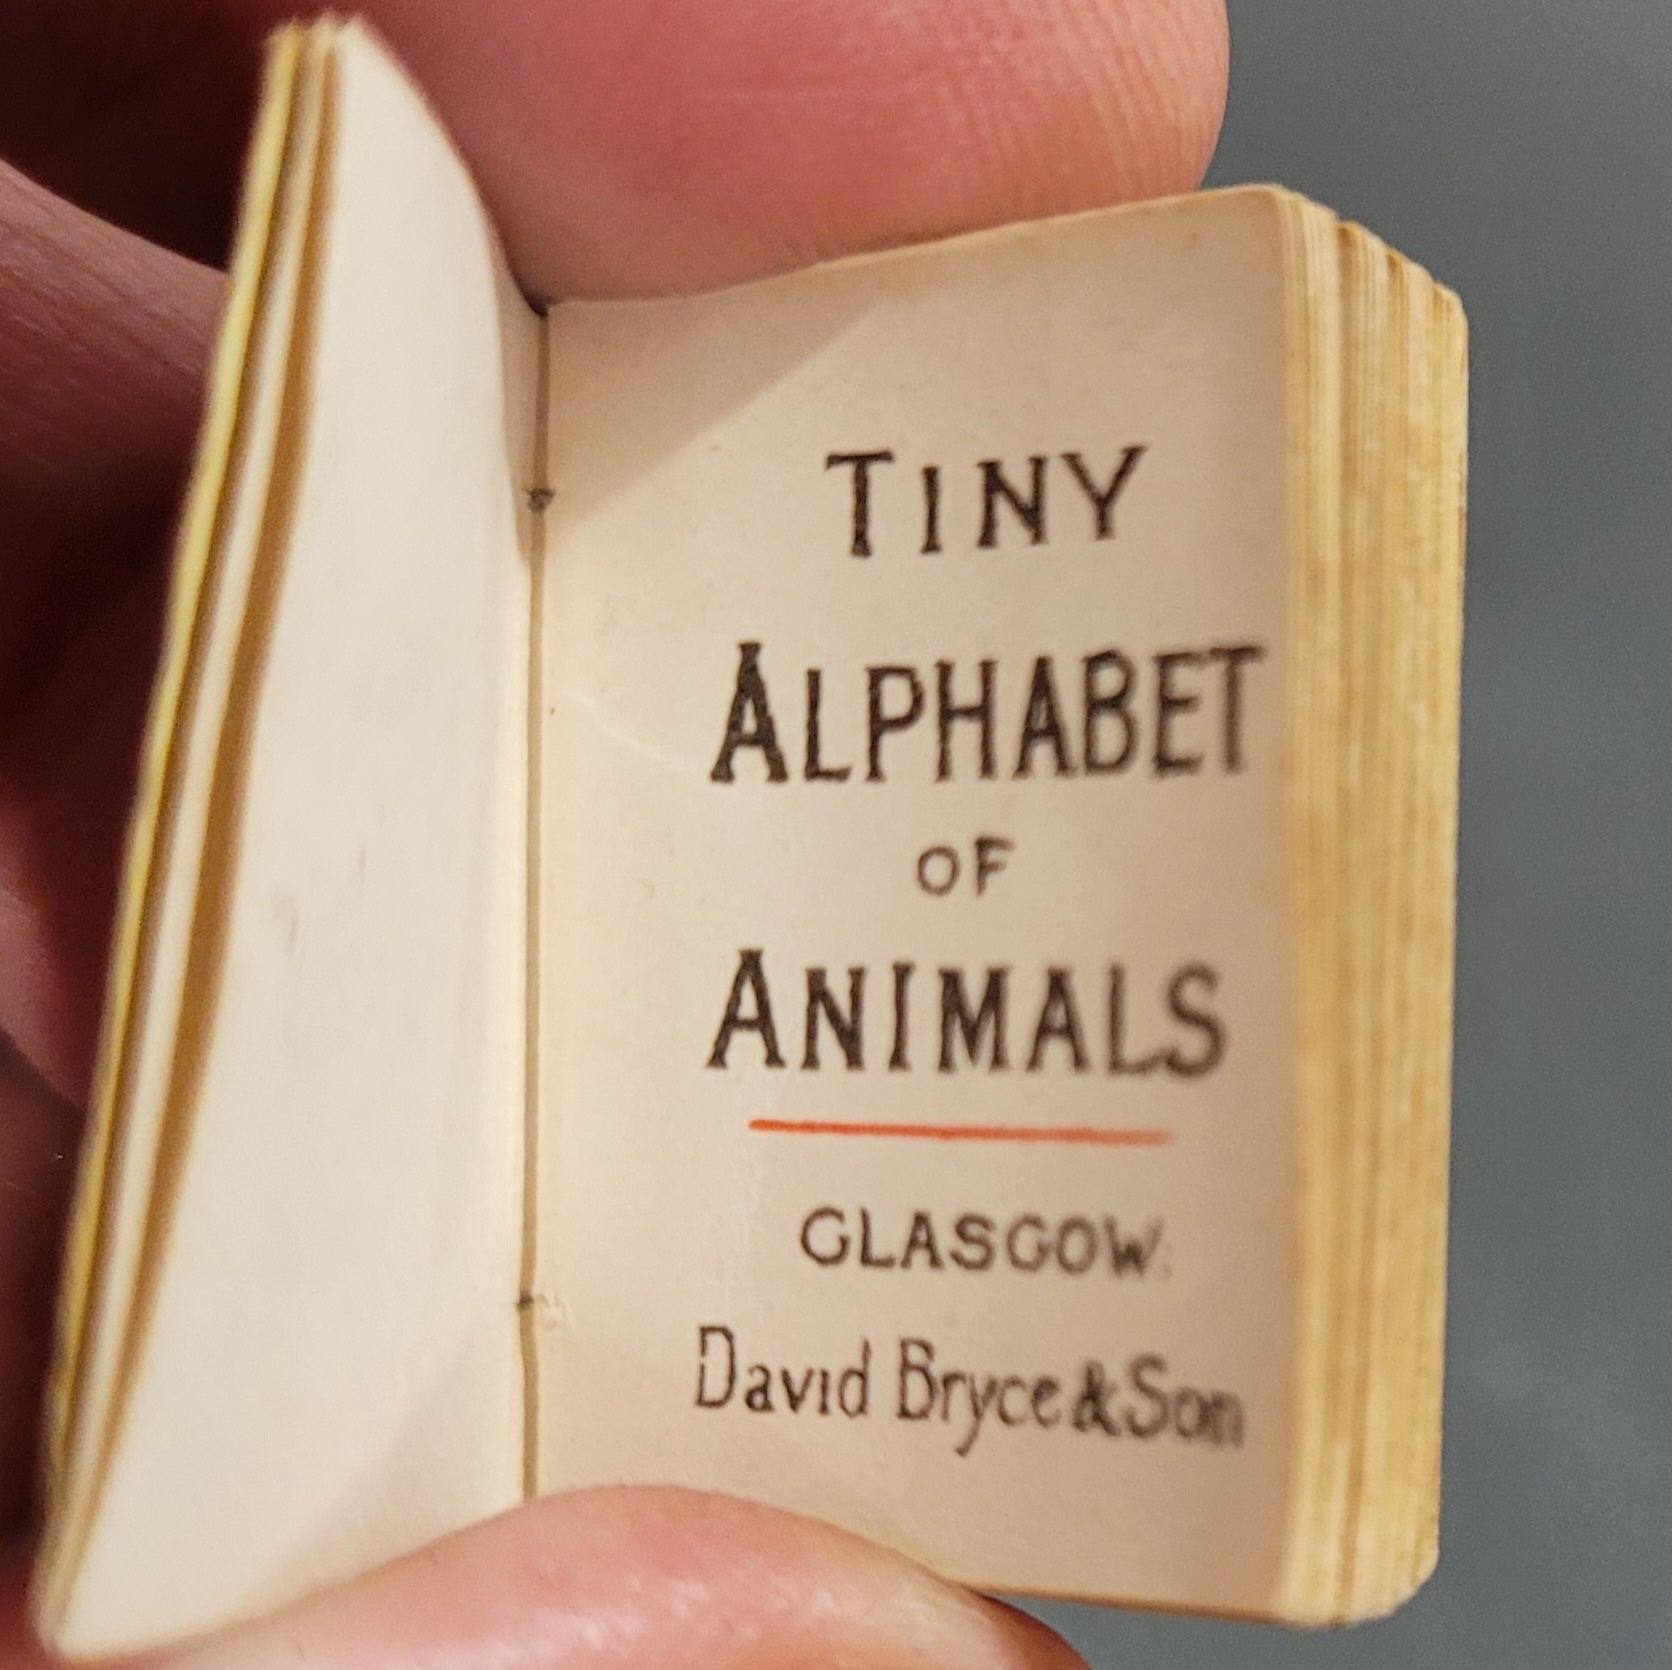 TINY
ALPHABET
OF
ANIMALS
GLASGOW.
David Bryce & Son